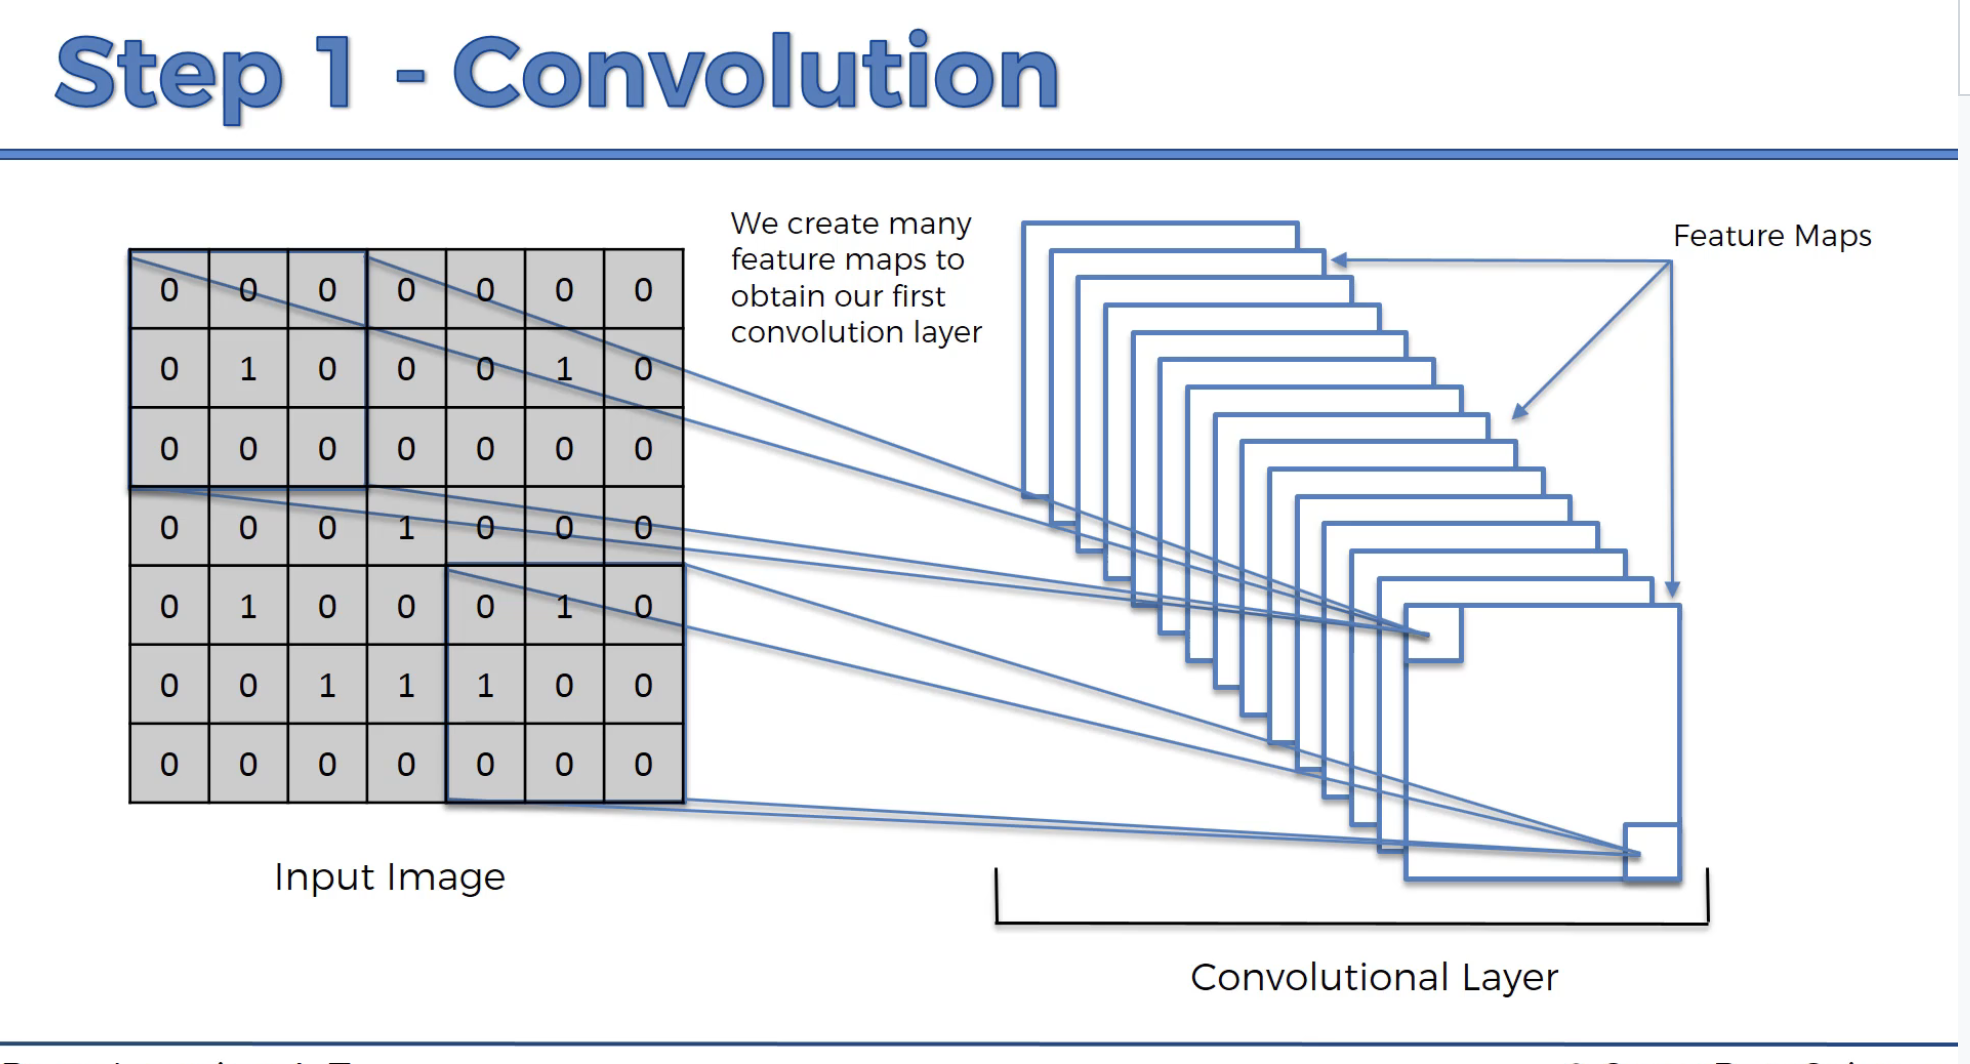 Step 1 - Convolution
We create many
feature maps to
obtain our first
convolution layer
Feature Maps
0 0 0 0 0 0 0
0 1 0 0 0 1 0
0 0 0 0 0 0 0
0 0 0 1 0 0 0
0 1 0 0 0 1 0
0 0 1 1 1 0 0
0 0 0 0 0 0 0
Input Image
Convolutional Layer